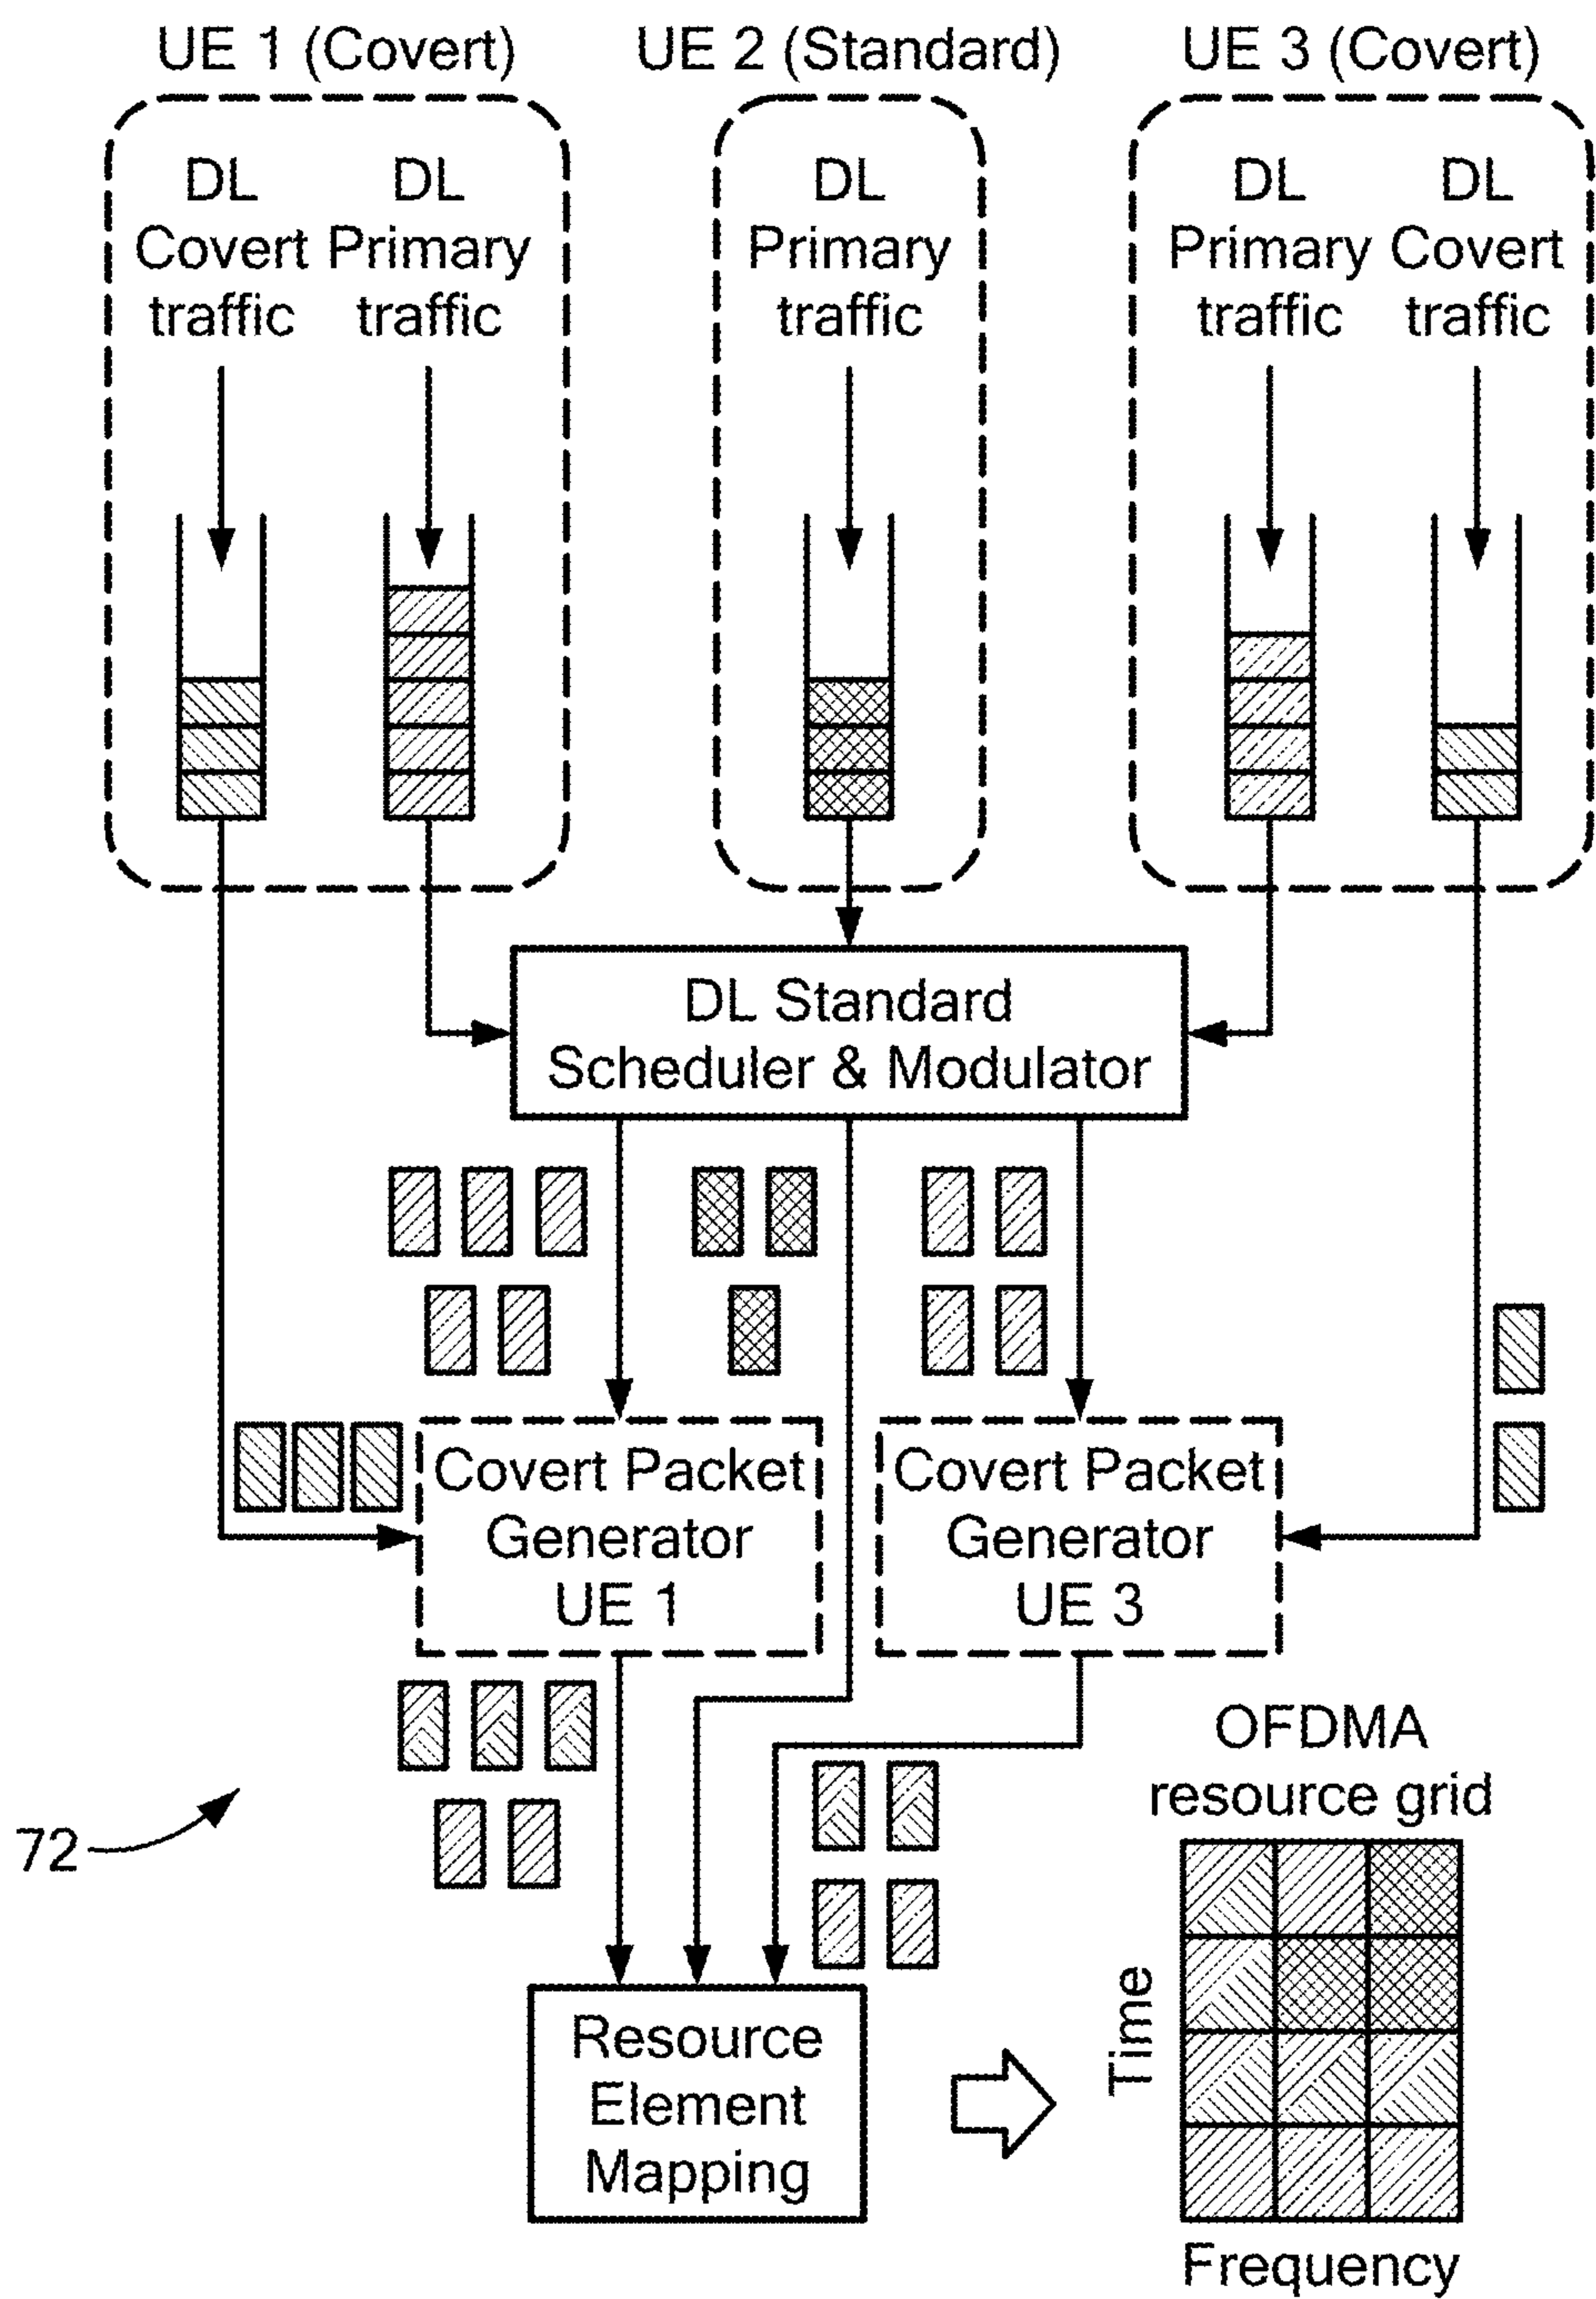 UE 1 (Covert)
UE 2 (Standard)
UE 3 (Covert)
DL
Covert
traffic
DL
Primary
traffic
DL
Primary
traffic
DL
Primary
traffic
DL
Covert
traffic
DL Standard
Scheduler & Modulator
Covert Packet
Generator
UE 1
Covert Packet
Generator
UE 3
72
OFDMA
resource grid
Time
Frequency
Resource
Element
Mapping